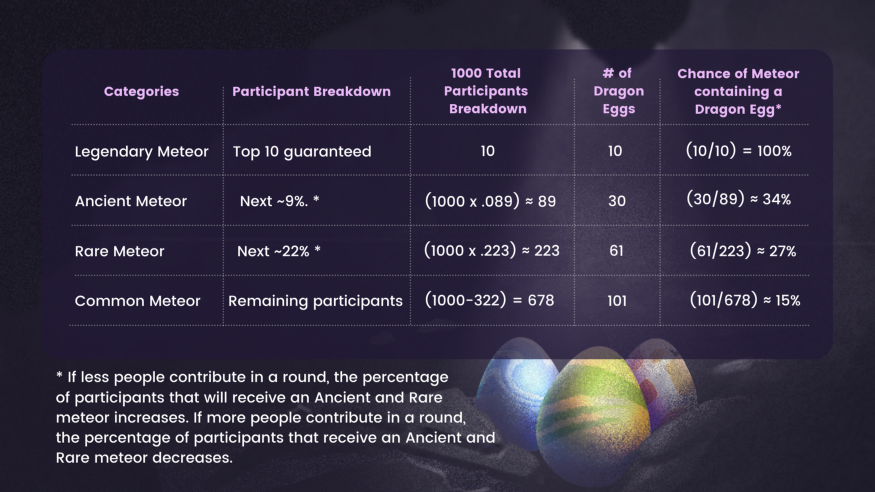 Categories
Participant Breakdown
1000 Total
Participants
Breakdown
# of
Dragon
Eggs
Chance of Meteor
containing a
Dragon Egg*
Legendary Meteor
Top 10 guaranteed
10
10
(10/10) = 100%
Ancient Meteor
Next ~9%. *
(1000 x .089) ≈ 89
30
(30/89) ≈ 34%
Rare Meteor
Next ~22% *
(1000 x .223) ≈ 223
61
(61/223) ≈ 27%
Common Meteor
Remaining participants
(1000-322) = 678
101
(101/678) ≈ 15%
* If less people contribute in a round, the percentage
of participants that will receive an Ancient and Rare
meteor increases. If more people contribute in a round,
the percentage of participants that receive an Ancient and
Rare meteor decreases.